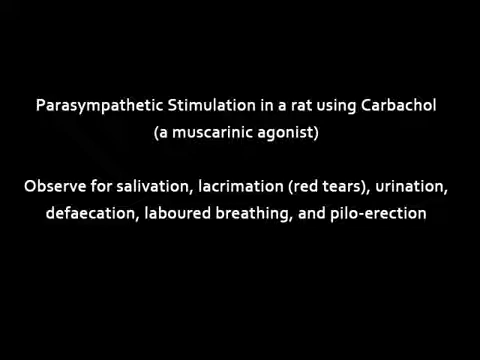 Parasympathetic Stimulation in a rat using Carbachol
(a muscarinic agonist)
Observe for salivation, lacrimation (red tears), urination,
defaecation, laboured breathing, and pilo-erection